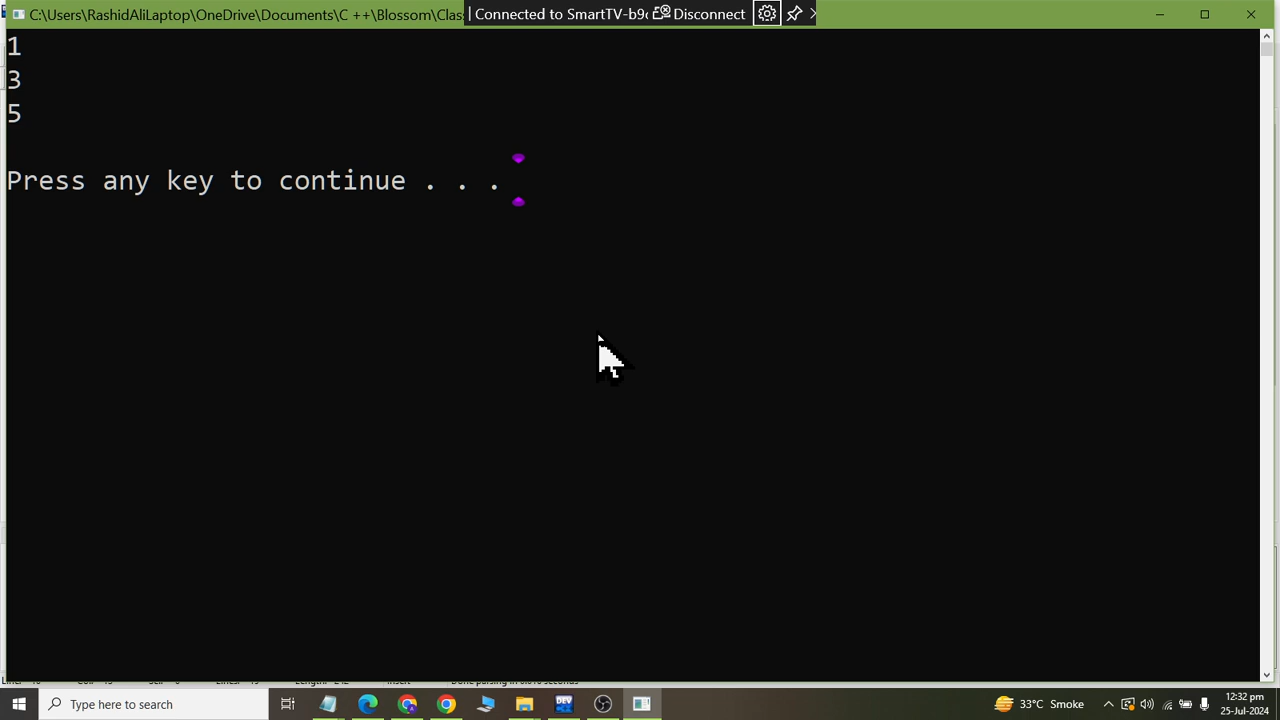 C:\Users\RashidAliLaptop\OneDrive\Documents\C ++\Blossom\Clas
Connected to SmartTV-b9
Disconnect
1
3
5
Press any key to continue . . .
Type here to search
DEV
33°C Smoke
12:32 pm
25-Jul-2024